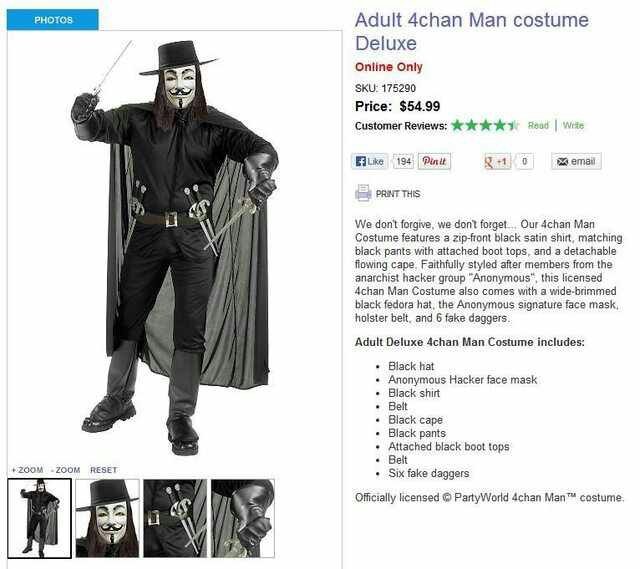 PHOTOS
Adult 4chan Man costume
Deluxe
Online Only
SKU: 175290
Price: $54.99
Customer Reviews: Read | Write
Like 194 Pin it +1 0 email
PRINT THIS
We don't forgive, we don't forget... Our 4chan Man
Costume features a zip-front black satin shirt, matching
black pants with attached boot tops, and a detachable
flowing cape. Faithfully styled after members from the
anarchist hacker group "Anonymous", this licensed
4chan Man Costume also comes with a wide-brimmed
black fedora hat, the Anonymous signature face mask,
holster belt, and 6 fake daggers.
Adult Deluxe 4chan Man Costume includes:
• Black hat
• Anonymous Hacker face mask
• Black shirt
• Belt
• Black cape
• Black pants
• Attached black boot tops
• Belt
• Six fake daggers
Officially licensed © PartyWorld 4chan Man™ costume.
+ ZOOM - ZOOM RESET